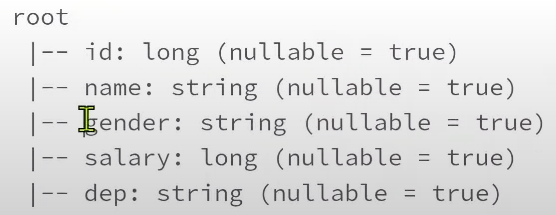 root
 |-- id: long (nullable = true)
 |-- name: string (nullable = true)
 |-- gender: string (nullable = true)
 |-- salary: long (nullable = true)
 |-- dep: string (nullable = true)